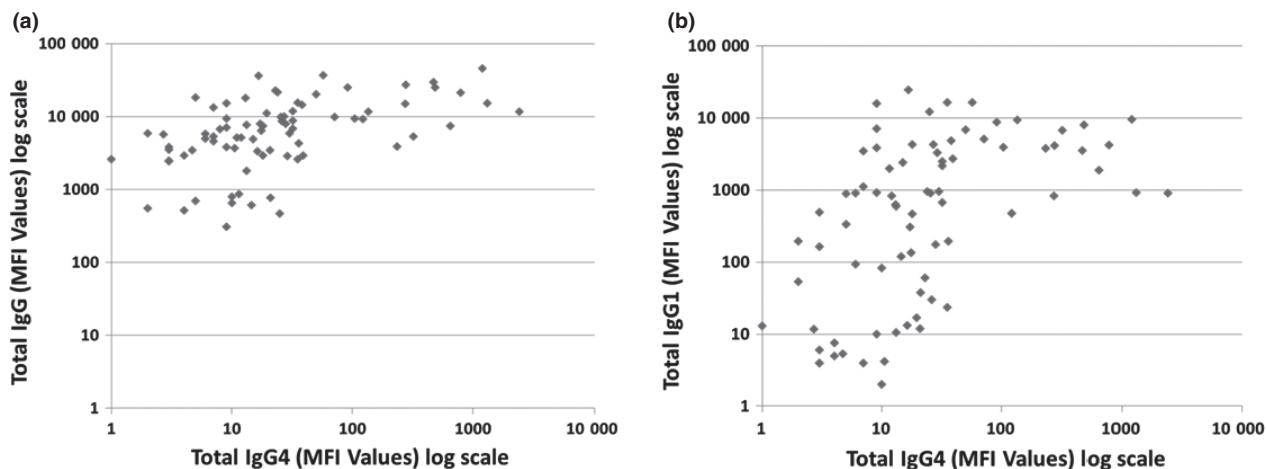 (a)
100 000
10 000
1000
100
10
1
Total IgG (MFI Values) log scale
1 10 100 1000 10 000
Total IgG4 (MFI Values) log scale
(b)
100 000
10 000
1000
100
10
1
Total IgG1 (MFI Values) log scale
1 10 100 1000 10 000
Total IgG4 (MFI Values) log scale